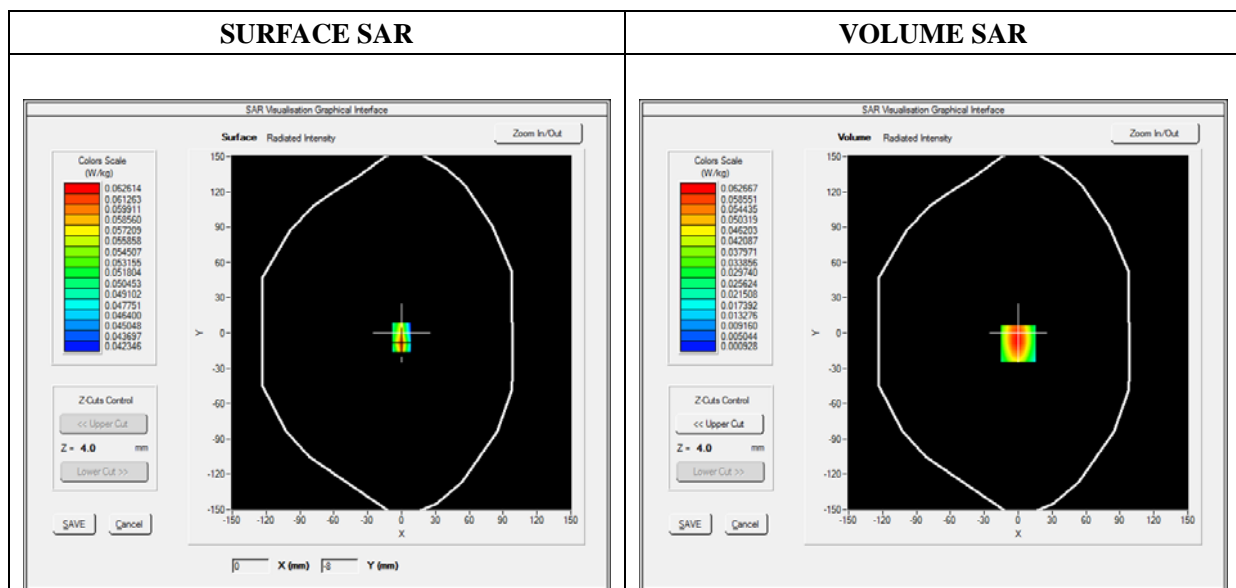 SURFACE SAR
SAR Visualisation Graphical Interface
Surface Radiated Intensity
Zoom In/Out
Colors Scale
(W/kg)
0.062614
0.061263
0.059911
0.058560
0.057209
0.055858
0.054507
0.053155
0.051804
0.050453
0.049102
0.047751
0.046400
0.045048
0.043697
0.042346
Z-Cuts Control
<< Upper Cut
Z = 4.0 mm
Lower Cut >>
SAVE Cancel
150
120
90
60
30
0
-30
-60
-90
-120
-150
Y
-150 -120 -90 -60 -30 0 30 60 90 120 150
X
0 X (mm) -8 Y (mm)
VOLUME SAR
SAR Visualisation Graphical Interface
Volume Radiated Intensity
Zoom In/Out
Colors Scale
(W/kg)
0.062667
0.058551
0.054435
0.050319
0.046203
0.042087
0.037971
0.033856
0.029740
0.025624
0.021508
0.017392
0.013276
0.009160
0.005044
0.000928
Z-Cuts Control
<< Upper Cut
Z = 4.0 mm
Lower Cut >>
SAVE Cancel
150
120
90
60
30
0
-30
-60
-90
-120
-150
Y
-150 -120 -90 -60 -30 0 30 60 90 120 150
X